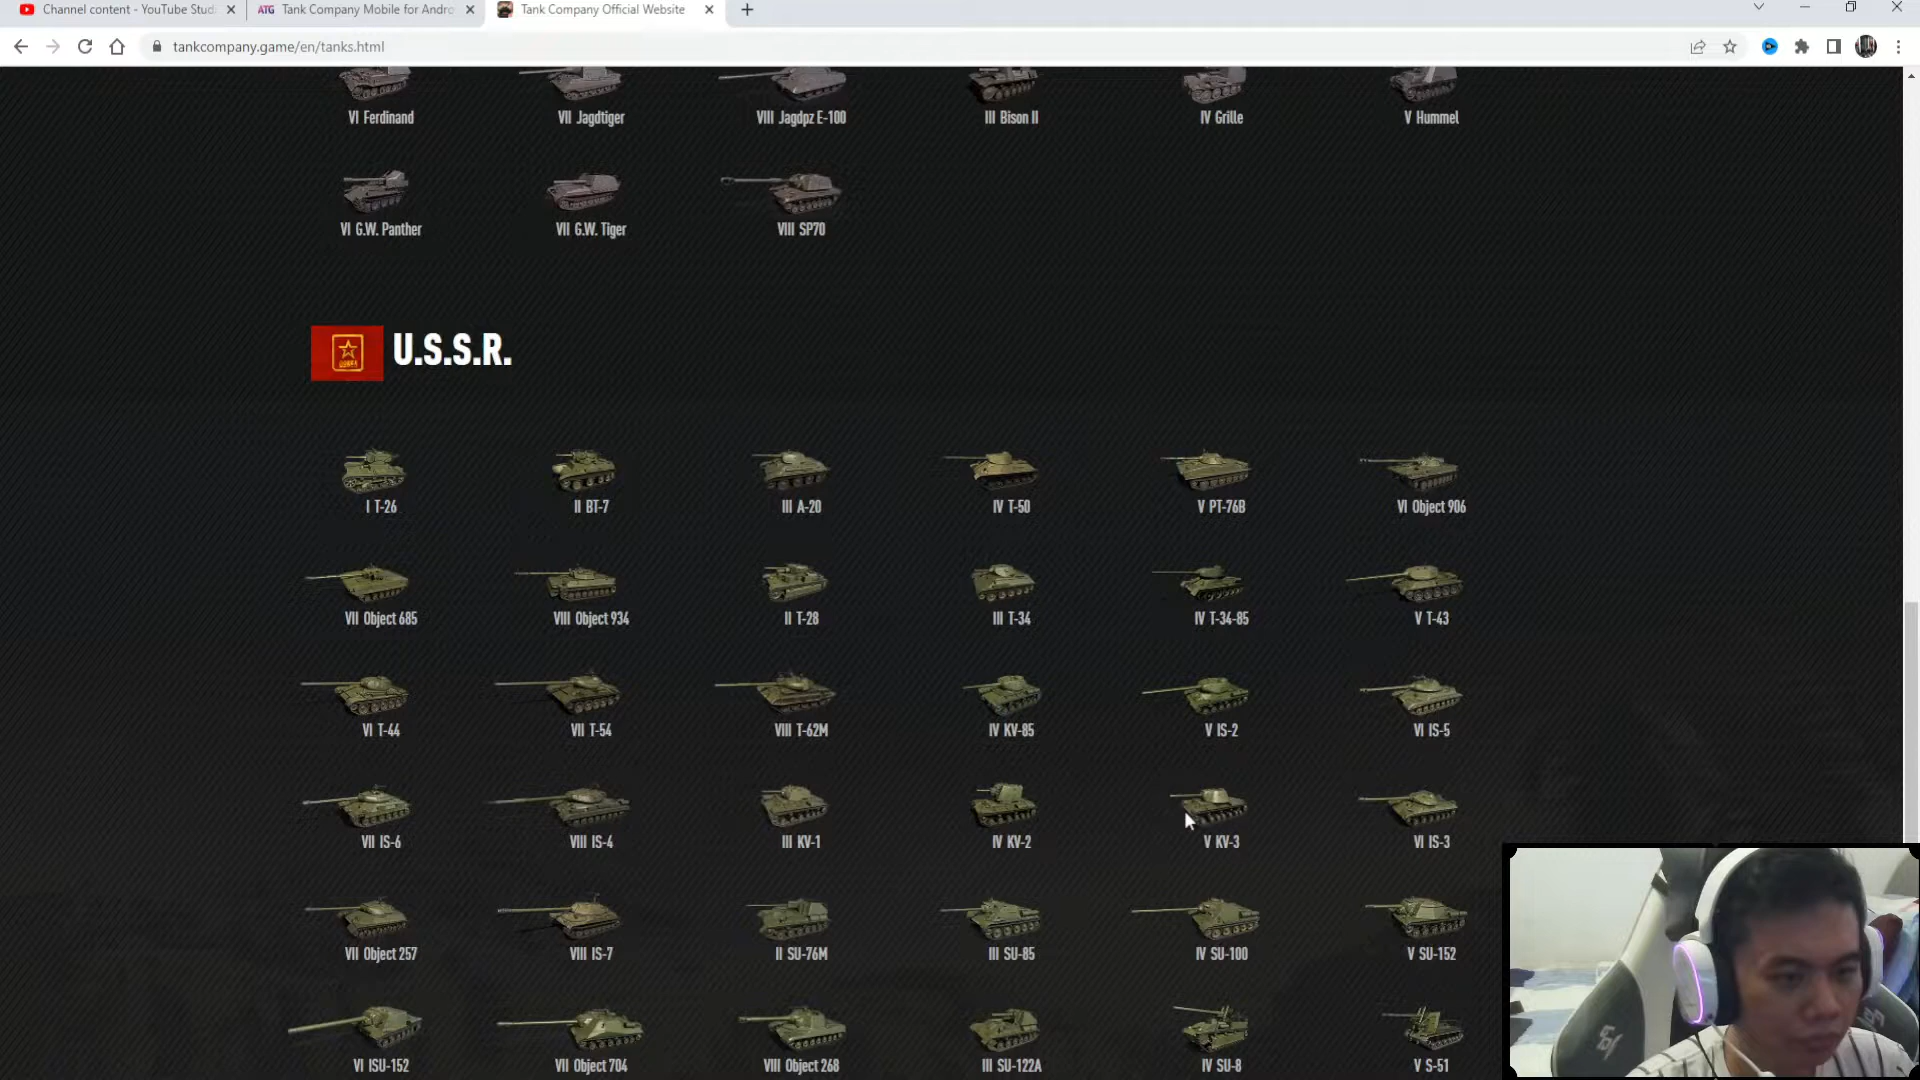 Channel content - YouTube Stud
ATG Tank Company Mobile for Andro
Tank Company Official Website
tankcompany.game/en/tanks.html
VI Ferdinand VII Jagdtiger VIII Jagdpz E-100 III Bison II IV Grille V Hummel
VI G.W. Panther VII G.W. Tiger VIII SP70
U.S.S.R.
I T-26 II BT-7 III A-20 IV T-50 V PT-76B VI Object 906
VII Object 685 VIII Object 934 II T-28 III T-34 IV T-34-85 V T-43
VI T-44 VII T-54 VIII T-62M IV KV-85 V IS-2 VI IS-5
VII IS-6 VIII IS-4 III KV-1 IV KV-2 V KV-3 VI IS-3
VII Object 257 VIII IS-7 II SU-76M III SU-85 IV SU-100 V SU-152
VI ISU-152 VII Object 704 VIII Object 268 III SU-122A IV SU-8 V S-51